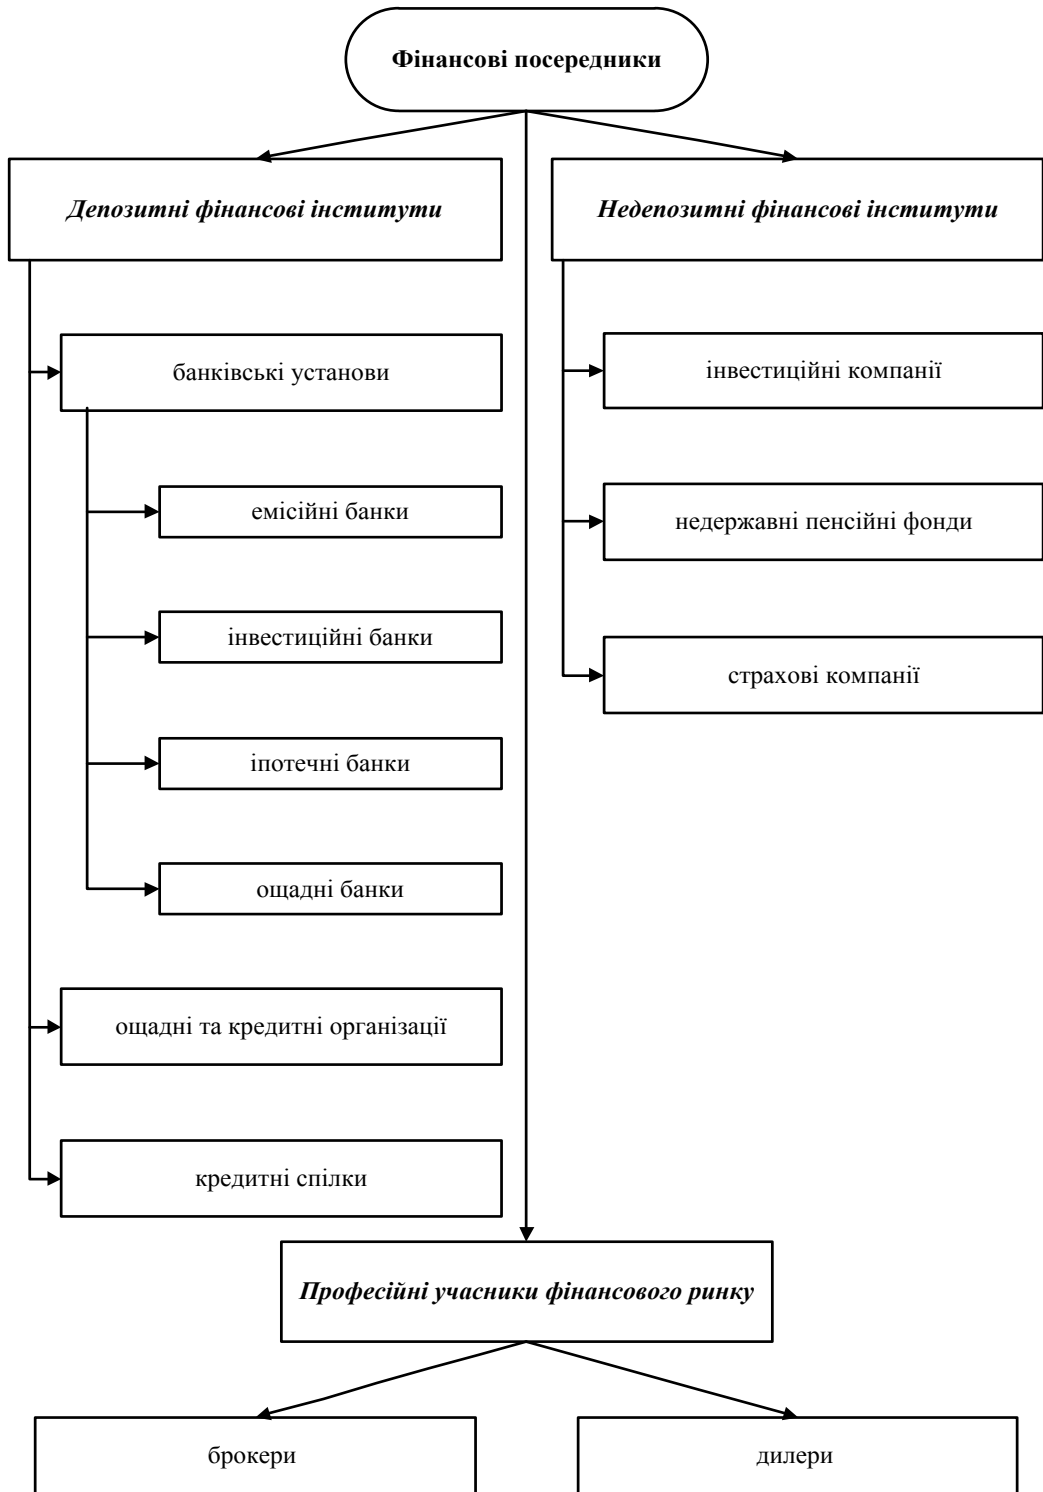 Фінансові посередники
Депозитні фінансові інститути
Недепозитні фінансові інститути
банківські установи
інвестиційні компанії
емісійні банки
недержавні пенсійні фонди
інвестиційні банки
страхові компанії
іпотечні банки
ощадні банки
ощадні та кредитні організації
кредитні спілки
Професійні учасники фінансового ринку
брокери
дилери